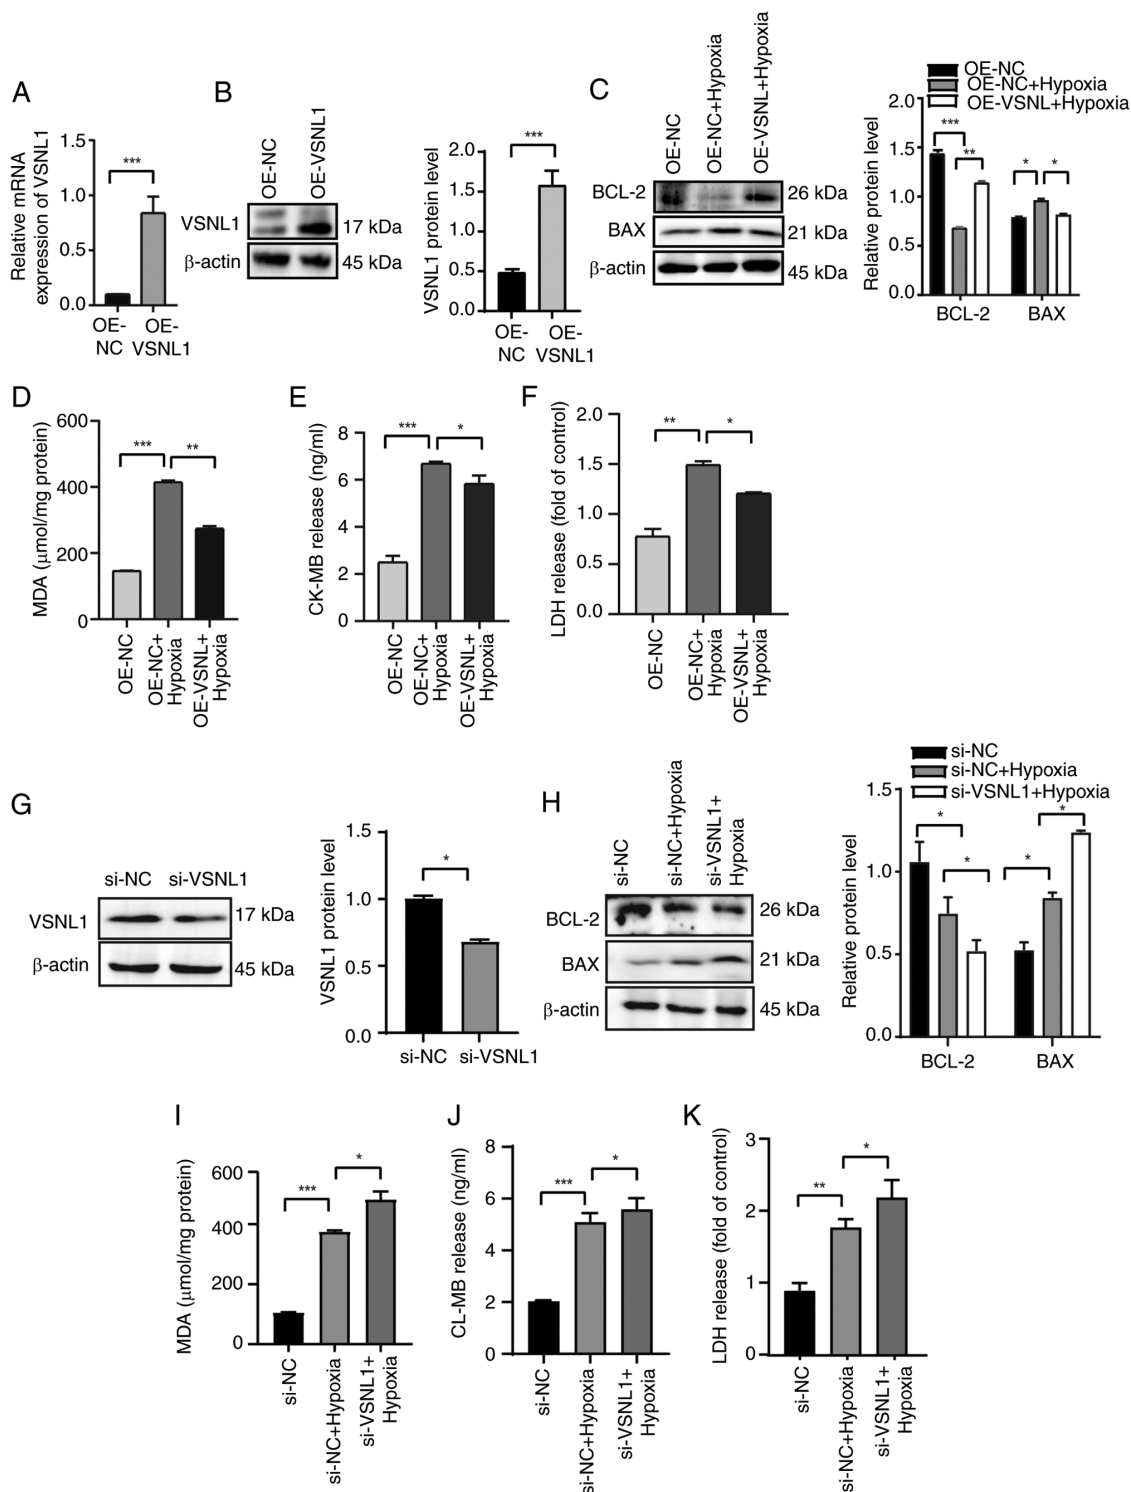 A
Relative mRNA
expression of VSNL1
1.5
1.0
0.5
0.0
***
OE-
NC
OE-
VSNL1
B
OE-NC
OE-VSNL1
VSNL1
17 kDa
β-actin
45 kDa
VSNL1 protein level
2.0
1.5
1.0
0.5
0.0
***
OE-
NC
OE-
VSNL1
C
OE-NC
OE-NC+Hypoxia
OE-VSNL+Hypoxia
BCL-2
26 kDa
BAX
21 kDa
β-actin
45 kDa
OE-NC
OE-NC+Hypoxia
OE-VSNL+Hypoxia
Relative protein level
2.0
1.5
1.0
0.5
0.0
***
**
*
*
BCL-2
BAX
D
MDA (μmol/mg protein)
600
400
200
0
***
**
OE-NC
OE-NC+
Hypoxia
OE-VSNL+
Hypoxia
E
CK-MB release (ng/ml)
8
6
4
2
0
***
*
OE-NC
OE-NC+
Hypoxia
OE-VSNL+
Hypoxia
F
LDH release (fold of control)
2.0
1.5
1.0
0.5
0.0
**
*
OE-NC
OE-NC+
Hypoxia
OE-VSNL+
Hypoxia
G
si-NC
si-VSNL1
VSNL1
17 kDa
β-actin
45 kDa
VSNL1 protein level
1.5
1.0
0.5
0.0
*
si-NC
si-VSNL1
H
si-NC
si-NC+Hypoxia
si-VSNL1+
Hypoxia
BCL-2
26 kDa
BAX
21 kDa
β-actin
45 kDa
si-NC
si-NC+Hypoxia
si-VSNL1+Hypoxia
Relative protein level
1.5
1.0
0.5
0.0
*
*
*
*
BCL-2
BAX
I
MDA (μmol/mg protein)
600
400
200
0
***
*
si-NC
si-NC+Hypoxia
si-VSNL1+
Hypoxia
J
CL-MB release (ng/ml)
8
6
4
2
0
***
*
si-NC
si-NC+Hypoxia
si-VSNL1+
Hypoxia
K
LDH release (fold of control)
3
2
1
0
**
*
si-NC
si-NC+Hypoxia
si-VSNL1+
Hypoxia